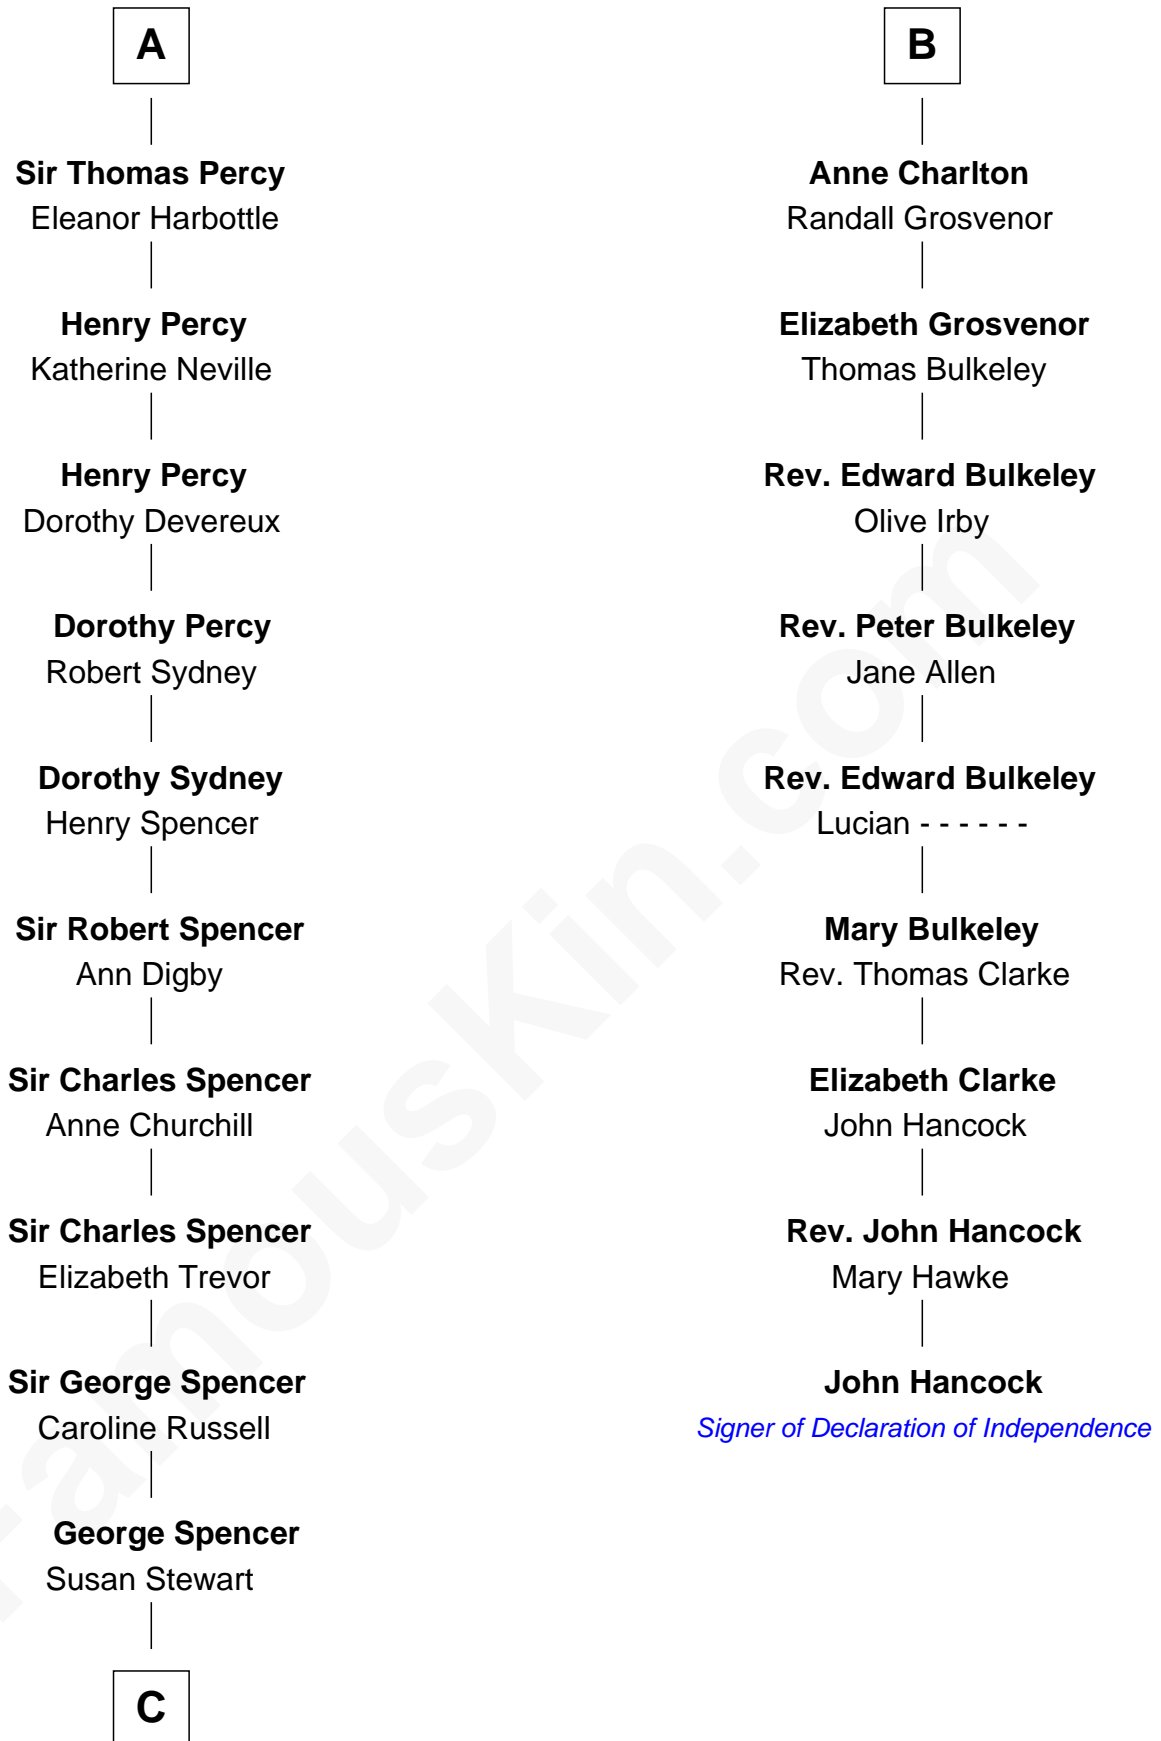 A
Sir Thomas Percy
Eleanor Harbottle
Henry Percy
Katherine Neville
Henry Percy
Dorothy Devereux
Dorothy Percy
Robert Sydney
Dorothy Sydney
Henry Spencer
Sir Robert Spencer
Ann Digby
Sir Charles Spencer
Anne Churchill
Sir Charles Spencer
Elizabeth Trevor
Sir George Spencer
Caroline Russell
George Spencer
Susan Stewart
C
B
Anne Charlton
Randall Grosvenor
Elizabeth Grosvenor
Thomas Bulkeley
Rev. Edward Bulkeley
Olive Irby
Rev. Peter Bulkeley
Jane Allen
Rev. Edward Bulkeley
Lucian - - - - - -
Mary Bulkeley
Rev. Thomas Clarke
Elizabeth Clarke
John Hancock
Rev. John Hancock
Mary Hawke
John Hancock
Signer of Declaration of Independence
FamousKin.com